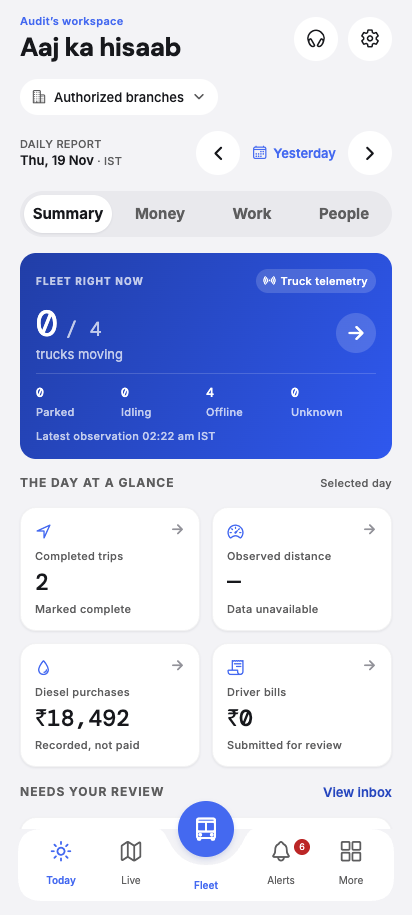 Audit's workspace
Aaj ka hisaab
Authorized branches
DAILY REPORT
Thu, 19 Nov · IST
Yesterday
Summary Money Work People
FLEET RIGHT NOW
Truck telemetry
0 / 4
trucks moving
0 0 4 0
Parked Idling Offline Unknown
Latest observation 02:22 am IST
THE DAY AT A GLANCE Selected day
Completed trips
2
Marked complete
Observed distance
—
Data unavailable
Diesel purchases
₹18,492
Recorded, not paid
Driver bills
₹0
Submitted for review
NEEDS YOUR REVIEW View inbox
6
Today Live Fleet Alerts More